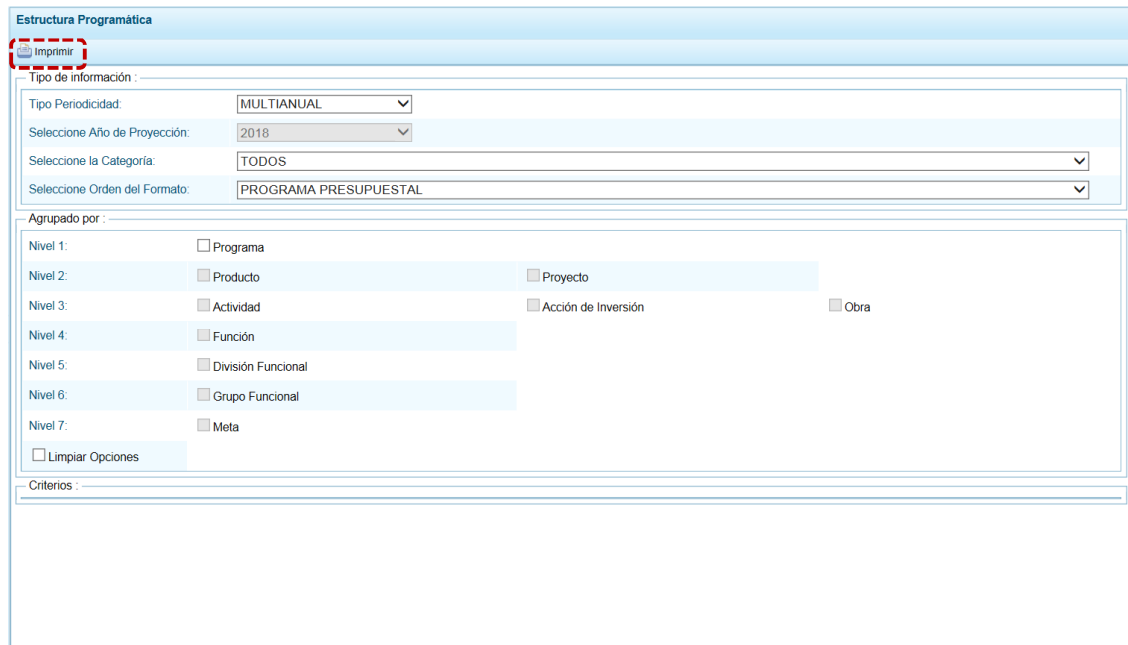 Estructura Programàtica
Imprimir
Tipo de información :
Tipo Periodicidad: MULTIANUAL
Seleccione Año de Proyección: 2018
Seleccione la Categoría: TODOS
Seleccione Orden del Formato: PROGRAMA PRESUPUESTAL
Agrupado por :
Nivel 1: Programa
Nivel 2: Producto Proyecto
Nivel 3: Actividad Acción de Inversión Obra
Nivel 4: Función
Nivel 5: División Funcional
Nivel 6: Grupo Funcional
Nivel 7: Meta
Limpiar Opciones
Criterios :